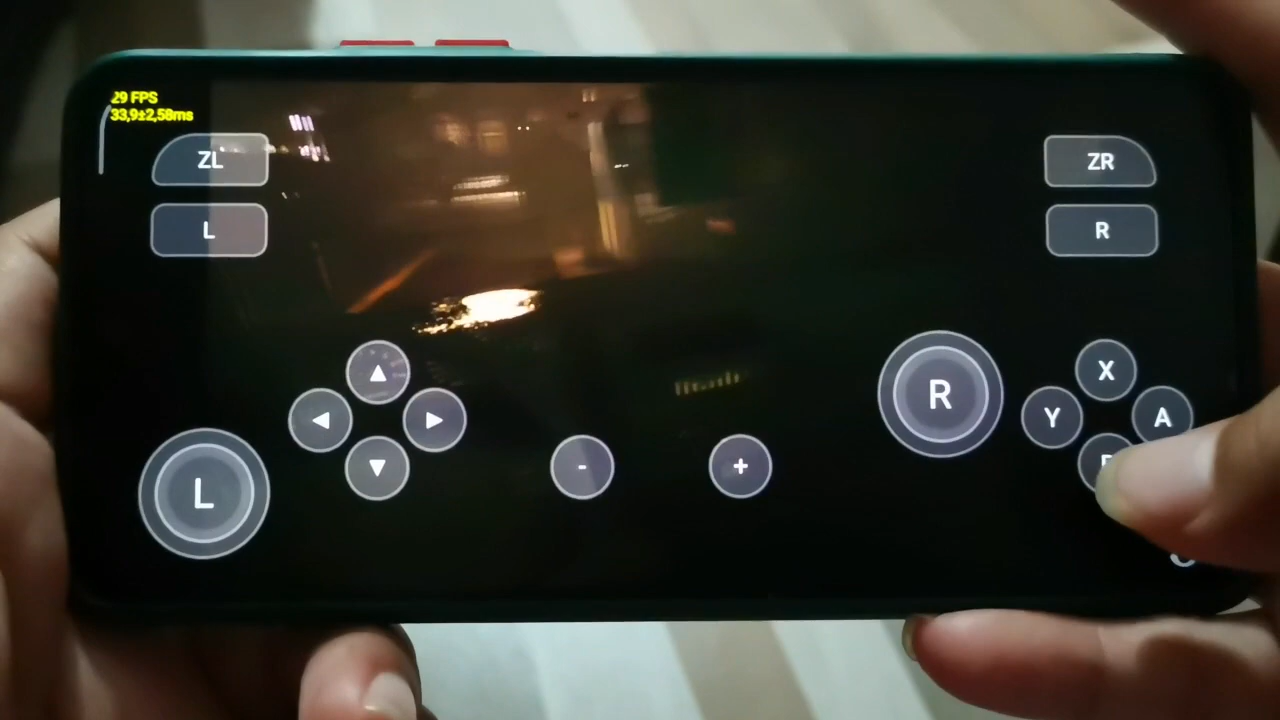 29 FPS
33,9±2,58ms
ZL
ZR
L
R
▲
◀
▶
▼
L
-
+
R
X
Y
A